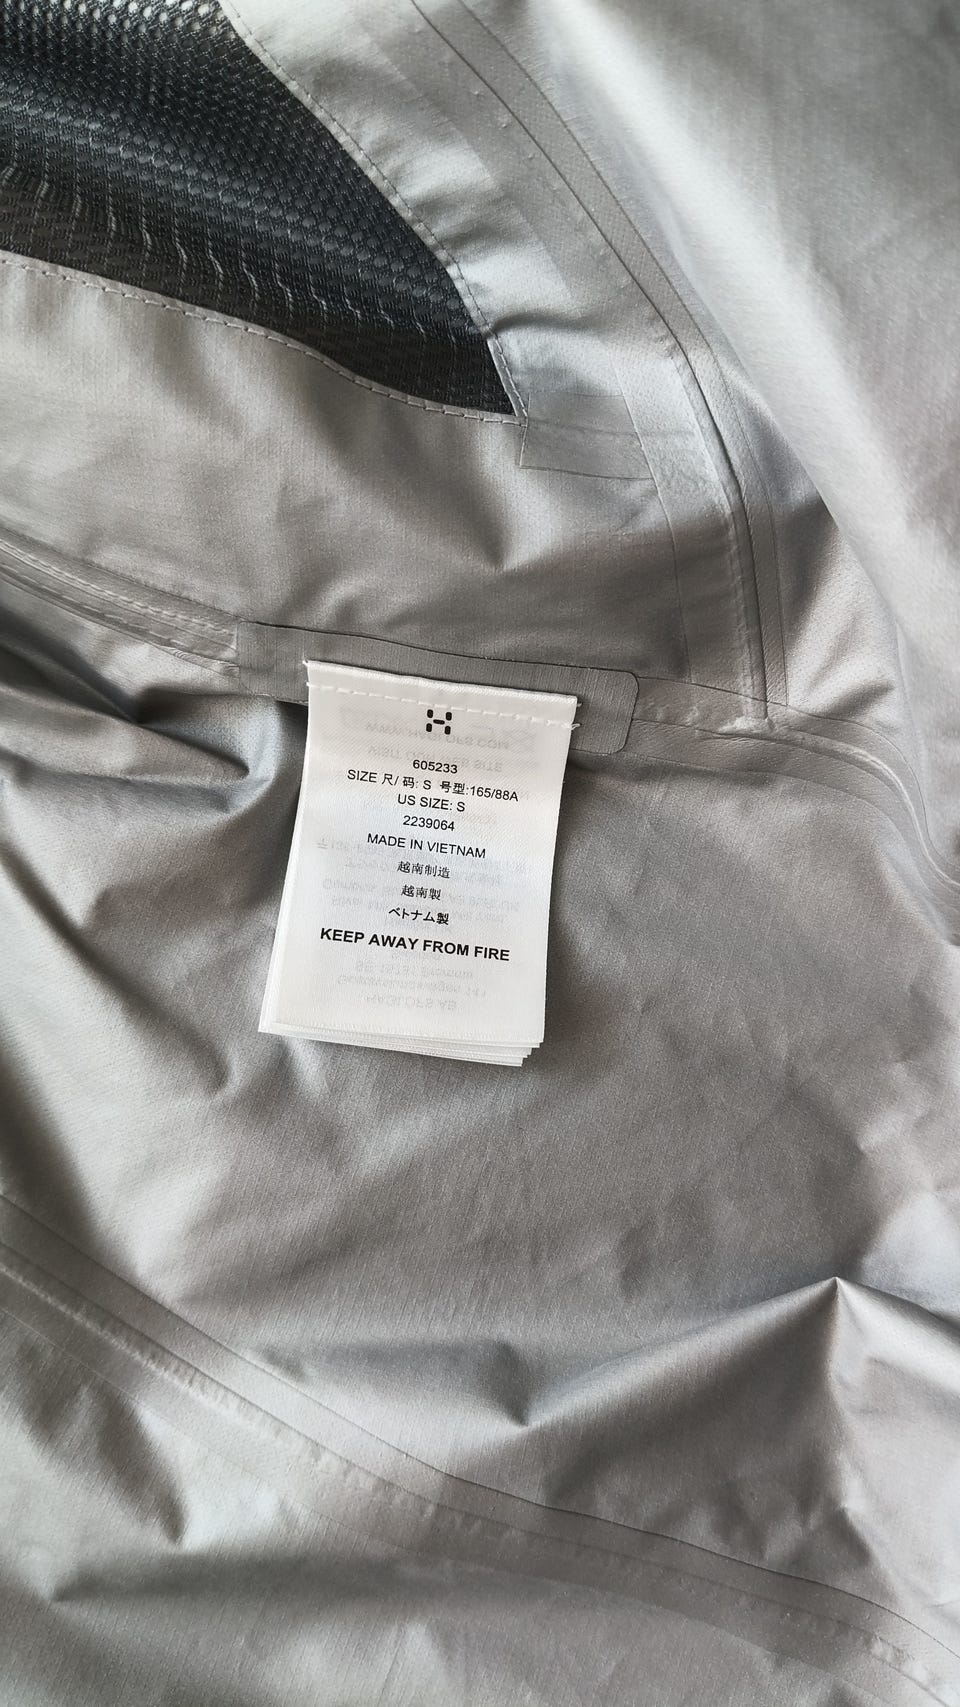 605233
SIZE 尺/ 码: S 号型:165/88A
US SIZE: S
2239064
MADE IN VIETNAM
越南制造
越南製
ベトナム製
KEEP AWAY FROM FIRE